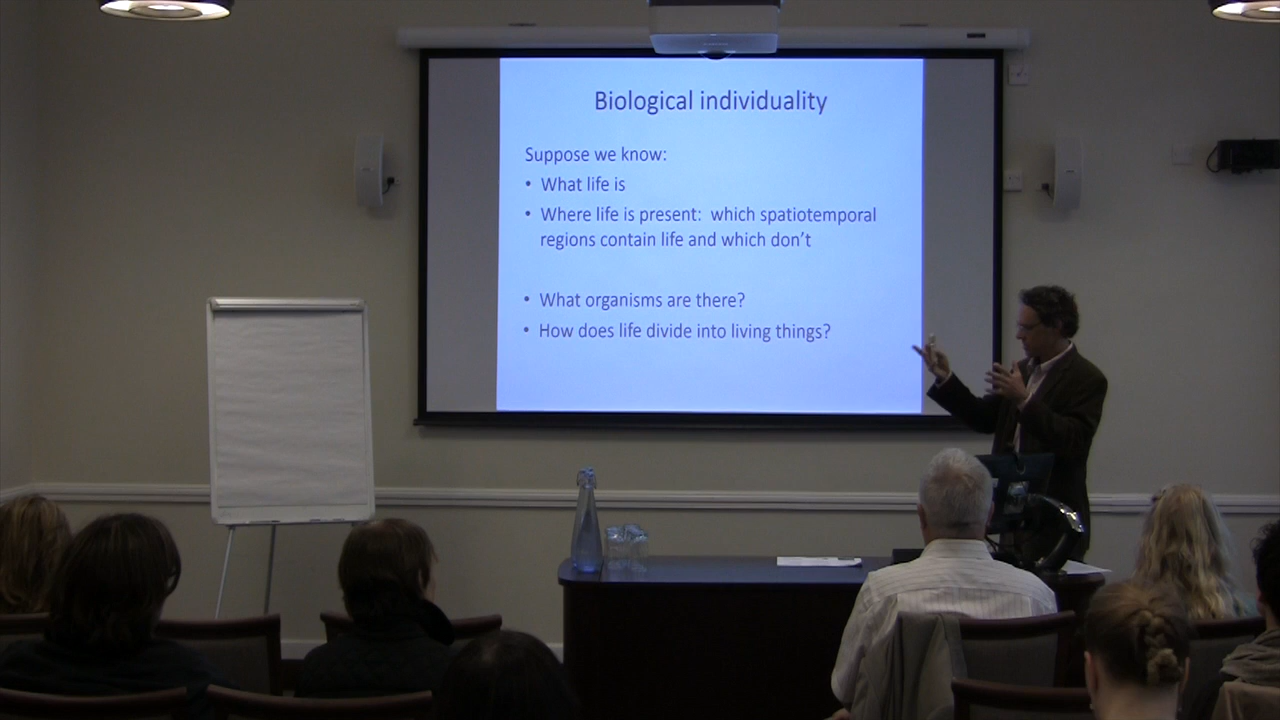 Biological individuality
Suppose we know:
• What life is
• Where life is present: which spatiotemporal
regions contain life and which don't
• What organisms are there?
• How does life divide into living things?